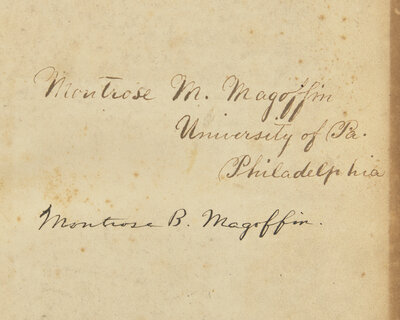 Montrose M. Magoffin
University of Pa.
Philadelphia
Montrose B. Magoffin.